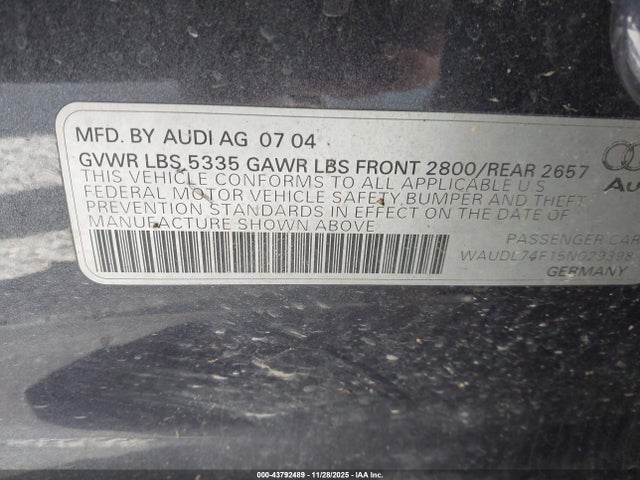 MFD. BY AUDI AG 07 04
GVWR LBS 5335 GAWR LBS FRONT 2800/REAR 2657
THIS VEHICLE CONFORMS TO ALL APPLICABLE U S
FEDERAL MOTOR VEHICLE SAFETY, BUMPER AND THEFT
PREVENTION STANDARDS IN EFFECT ON THE DATE OF
MANUFACTURE SHOWN ABOVE
PASSENGER CAR
GERMANY
000-43792489 | 11/28/2025 - IAA Inc.